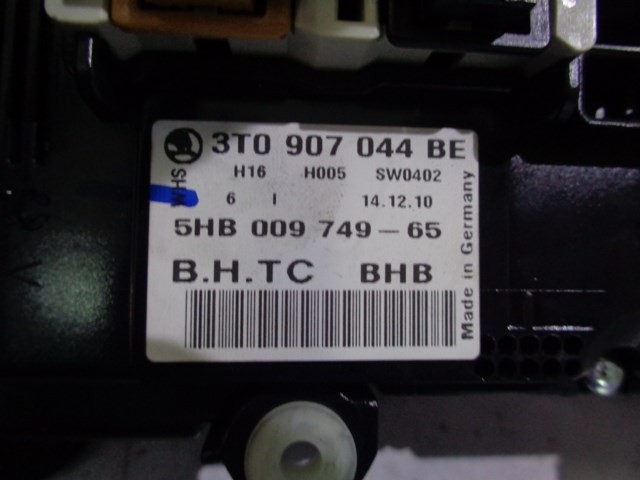 3T0 907 044 BE
H16 H005 SW0402
WHS
6 I 14.12.10
5HB 009 749-65
B.H.TC BHB
Made in Germany